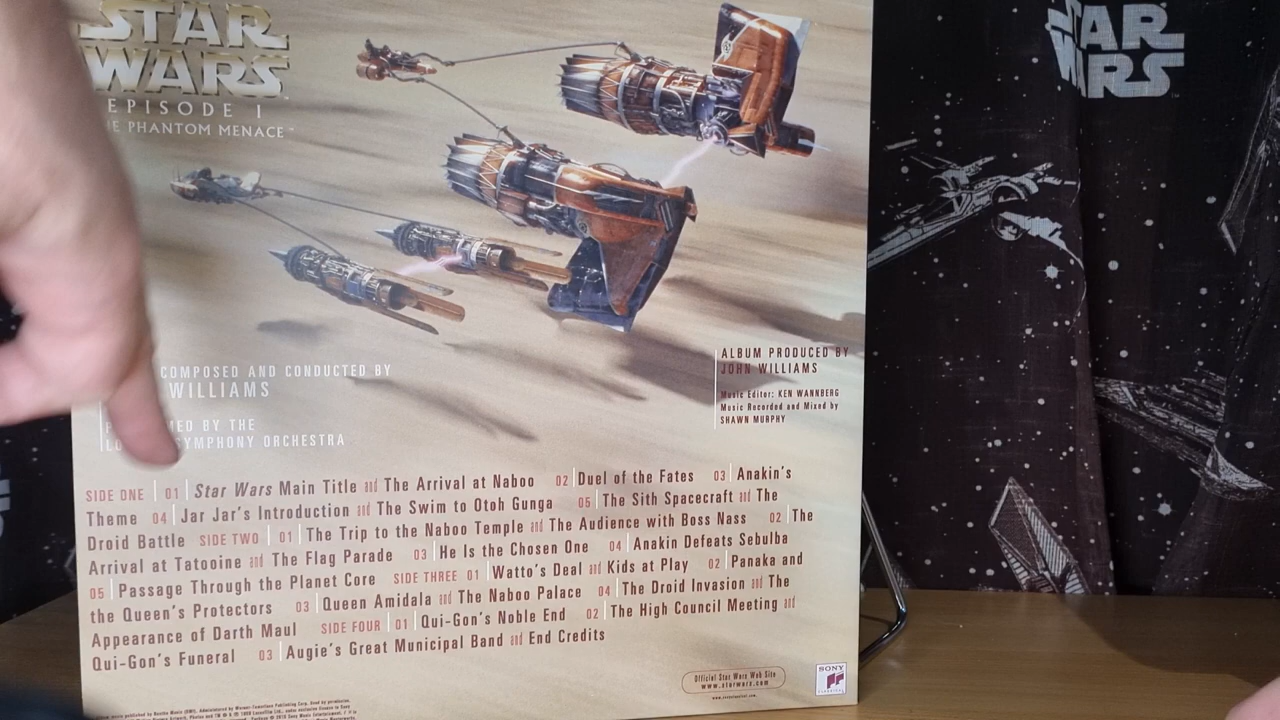 STAR
WARS
EPISODE I
THE PHANTOM MENACE™
STAR
WARS
COMPOSED AND CONDUCTED BY
WILLIAMS
MED BY THE
LO SYMPHONY ORCHESTRA
ALBUM PRODUCED BY
JOHN WILLIAMS
Music Editor: KEN WANNBERG
Music Recorded and Mixed by
SHAWN MURPHY
SIDE ONE 01 Star Wars Main Title and The Arrival at Naboo 02 Duel of the Fates 03 Anakin's
Theme 04 Jar Jar's Introduction and The Swim to Otoh Gunga 05 The Sith Spacecraft and The
Droid Battle SIDE TWO 01 The Trip to the Naboo Temple and The Audience with Boss Nass 02 The
Arrival at Tatooine and The Flag Parade 03 He Is the Chosen One 04 Anakin Defeats Sebulba
05 Passage Through the Planet Core SIDE THREE 01 Watto's Deal and Kids at Play 02 Panaka and
the Queen's Protectors 03 Queen Amidala and The Naboo Palace 04 The Droid Invasion and The
Appearance of Darth Maul SIDE FOUR 01 Qui-Gon's Noble End 02 The High Council Meeting and
Qui-Gon's Funeral 03 Augie's Great Municipal Band and End Credits
Official Star Wars Web Site
www.starwars.com
SONY
CLASSICAL